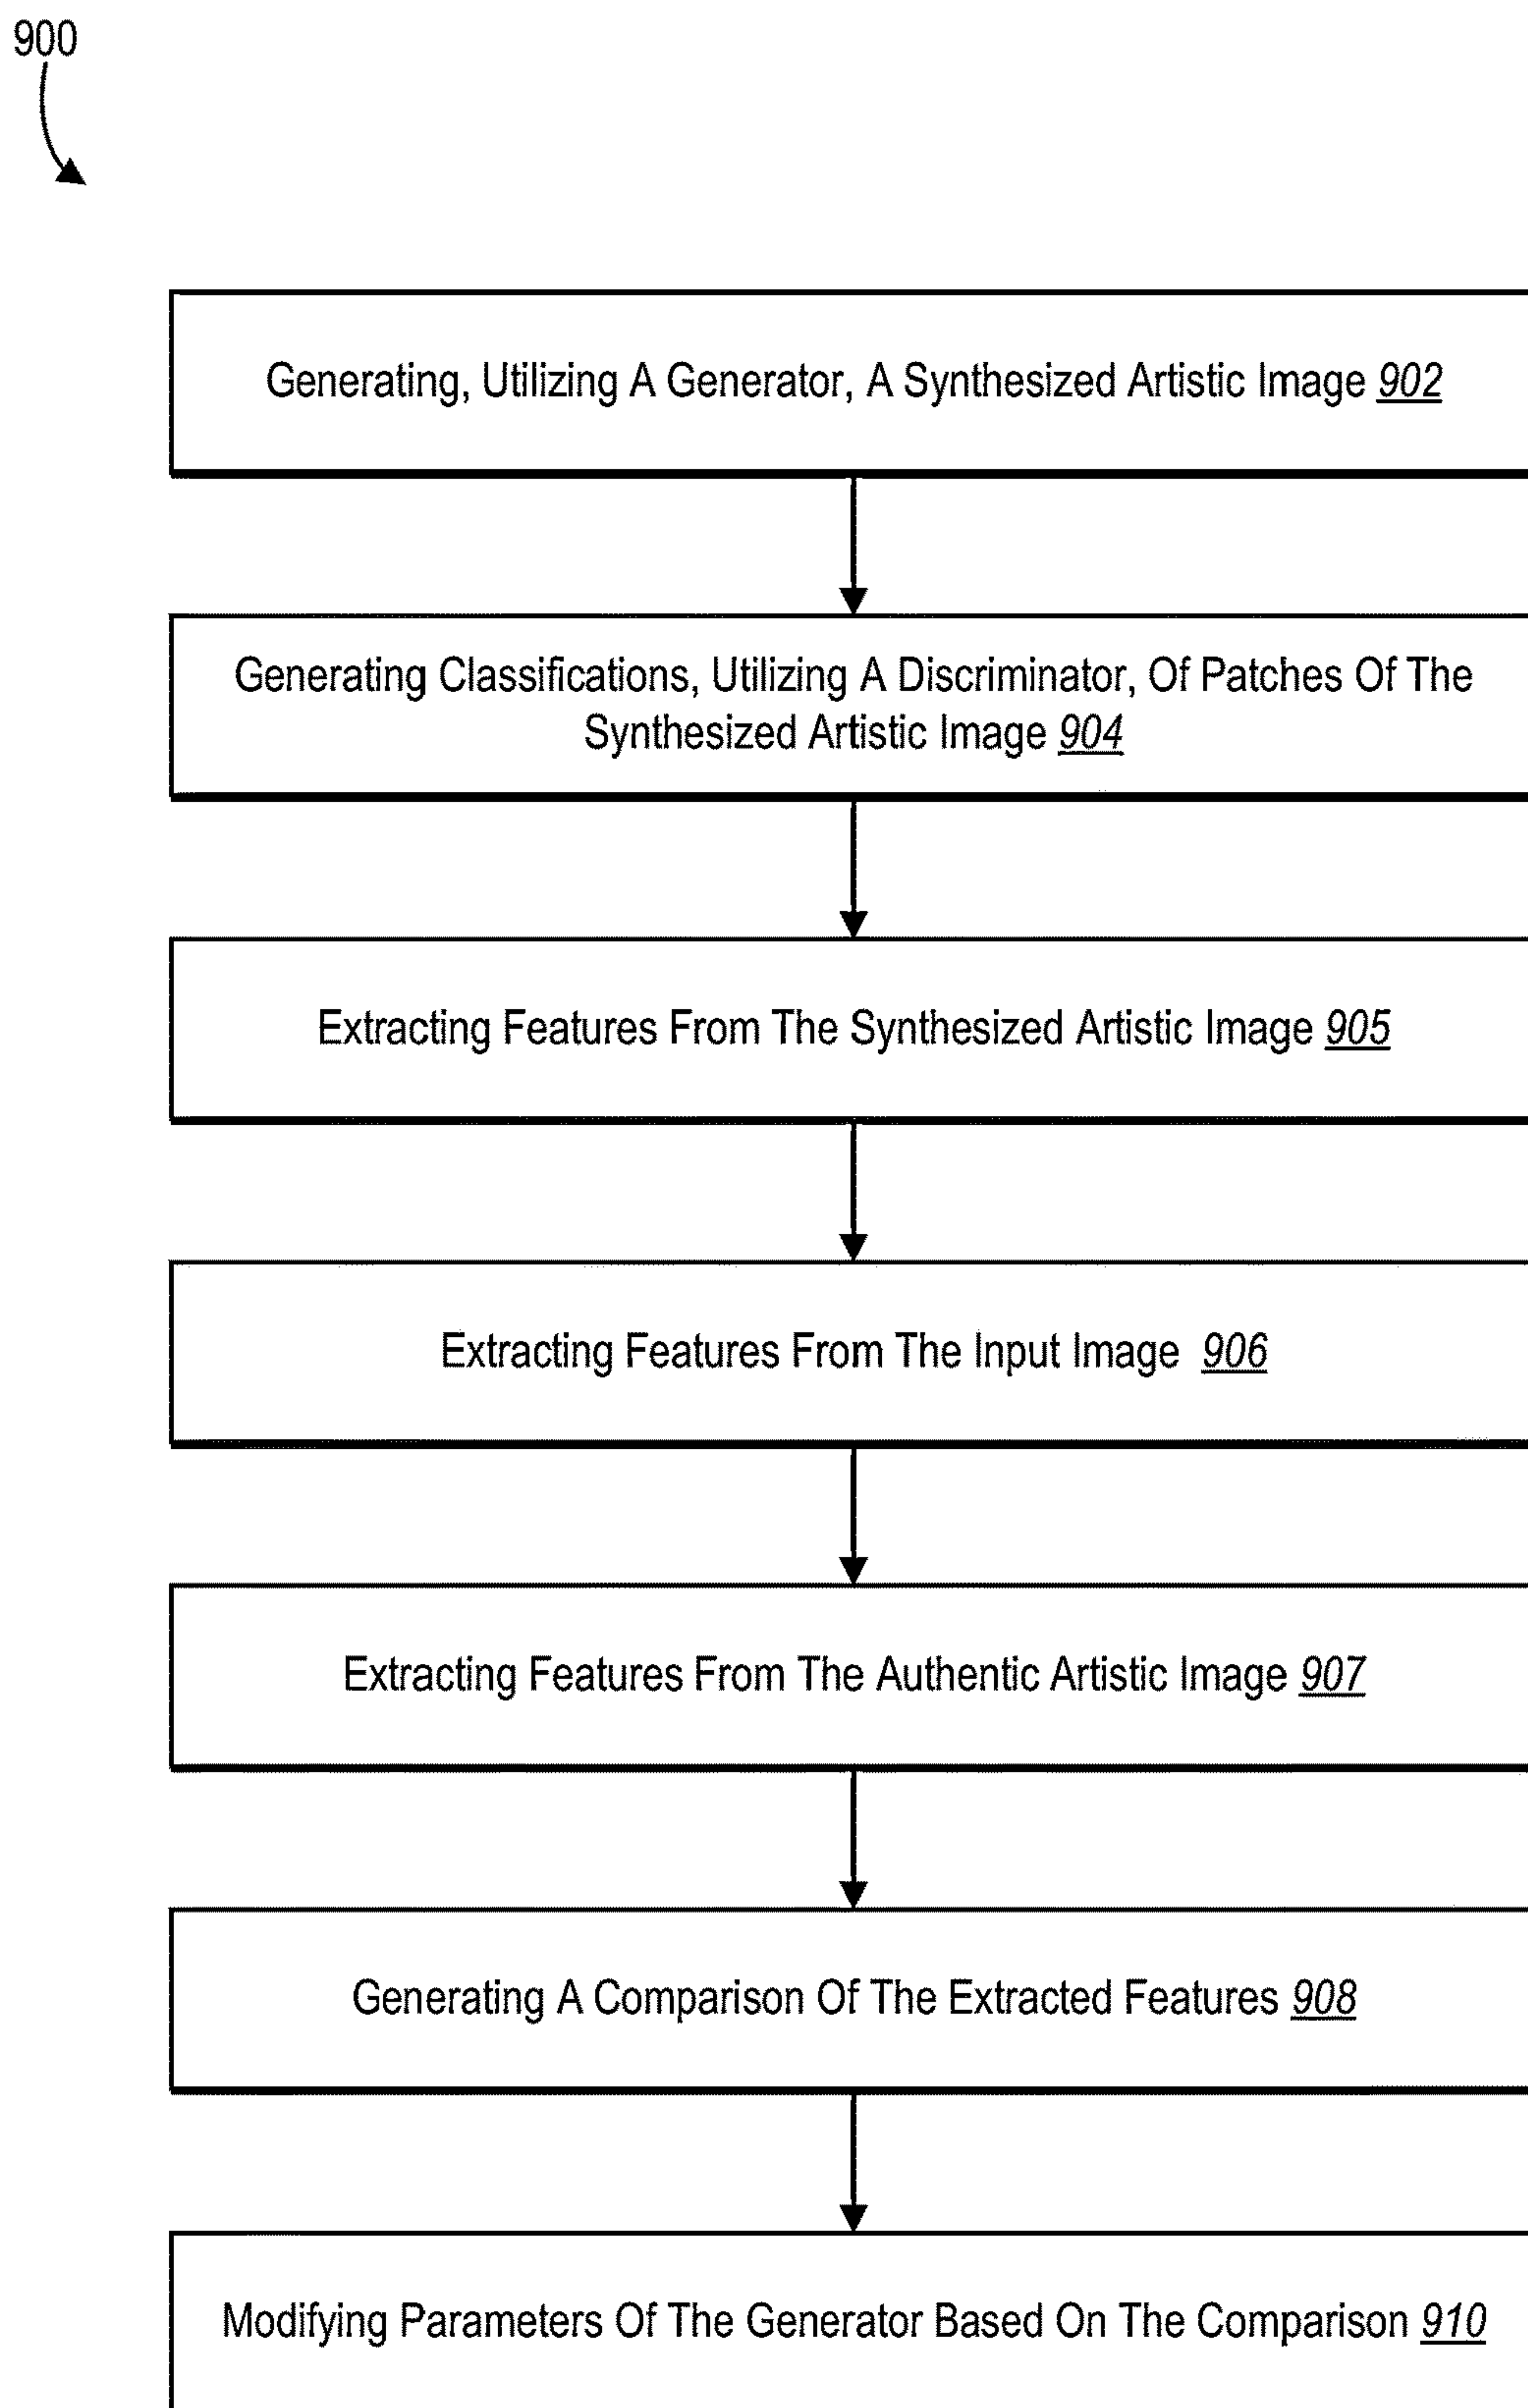 900
Generating, Utilizing A Generator, A Synthesized Artistic Image 902
Generating Classifications, Utilizing A Discriminator, Of Patches Of The
Synthesized Artistic Image 904
Extracting Features From The Synthesized Artistic Image 905
Extracting Features From The Input Image 906
Extracting Features From The Authentic Artistic Image 907
Generating A Comparison Of The Extracted Features 908
Modifying Parameters Of The Generator Based On The Comparison 910